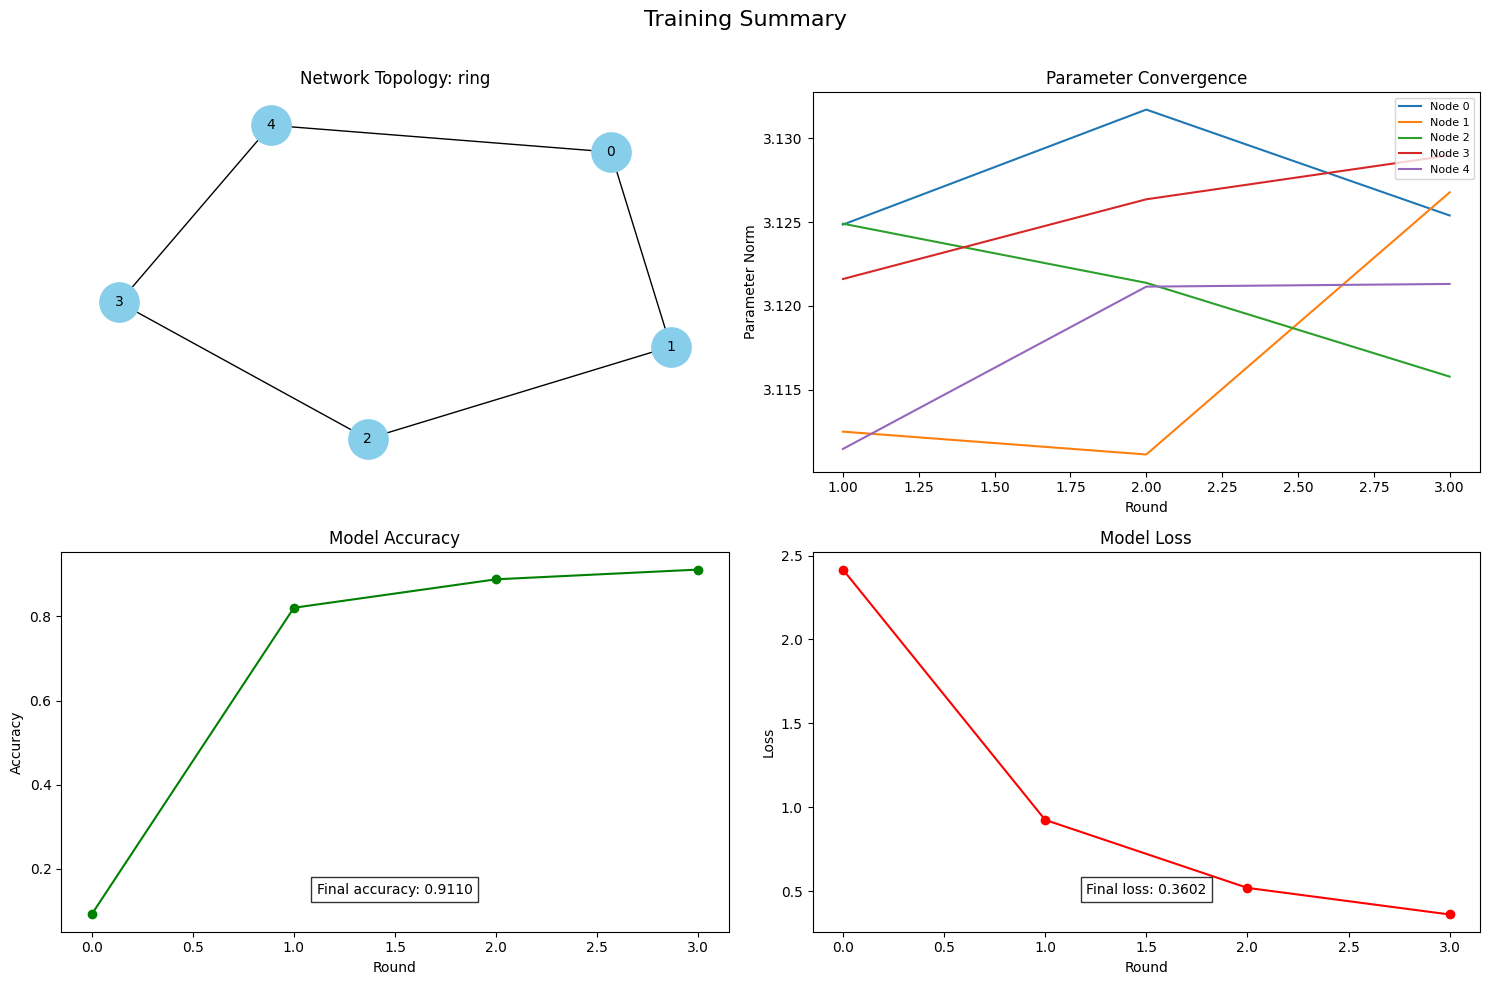 Training Summary
Network Topology: ring
4
0
3
1
2
Parameter Convergence
Node 0
Node 1
Node 2
Node 3
Node 4
3.130
3.125
3.120
3.115
Parameter Norm
1.00 1.25 1.50 1.75 2.00 2.25 2.50 2.75 3.00
Round
Model Accuracy
0.8
0.6
0.4
0.2
Accuracy
Final accuracy: 0.9110
0.0 0.5 1.0 1.5 2.0 2.5 3.0
Round
Model Loss
2.5
2.0
1.5
1.0
0.5
Loss
Final loss: 0.3602
0.0 0.5 1.0 1.5 2.0 2.5 3.0
Round